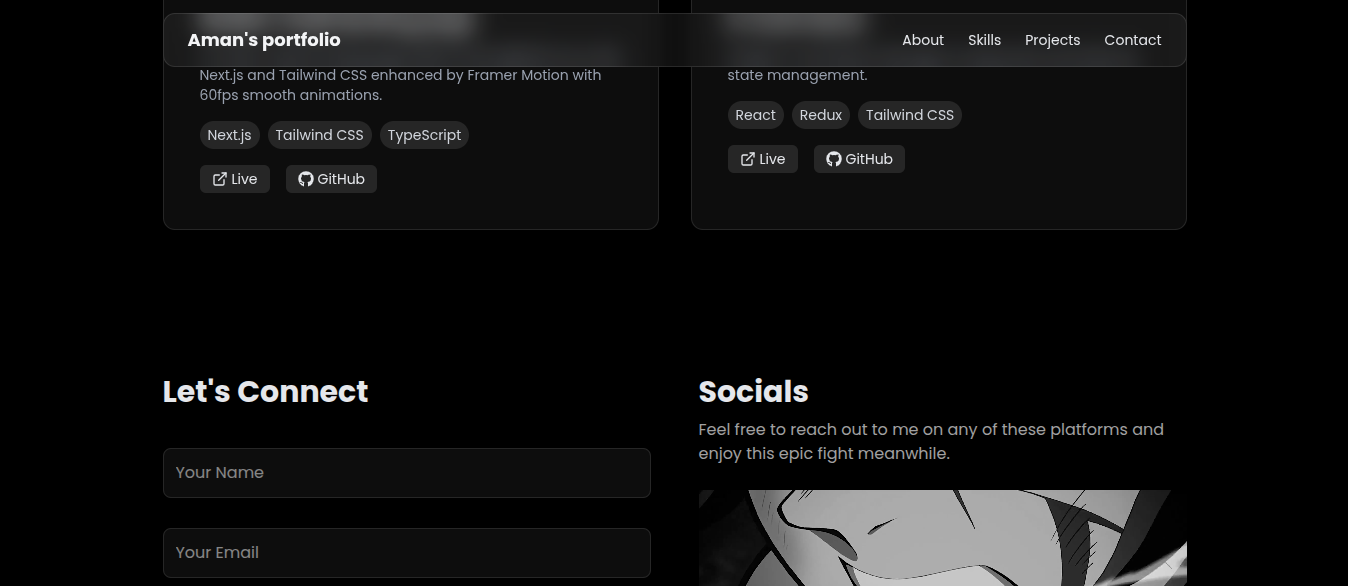 Aman's portfolio
About Skills Projects Contact
Next.js and Tailwind CSS enhanced by Framer Motion with
60fps smooth animations.
Next.js Tailwind CSS TypeScript
Live GitHub
state management.
React Redux Tailwind CSS
Live GitHub
Let's Connect
Your Name
Your Email
Socials
Feel free to reach out to me on any of these platforms and
enjoy this epic fight meanwhile.